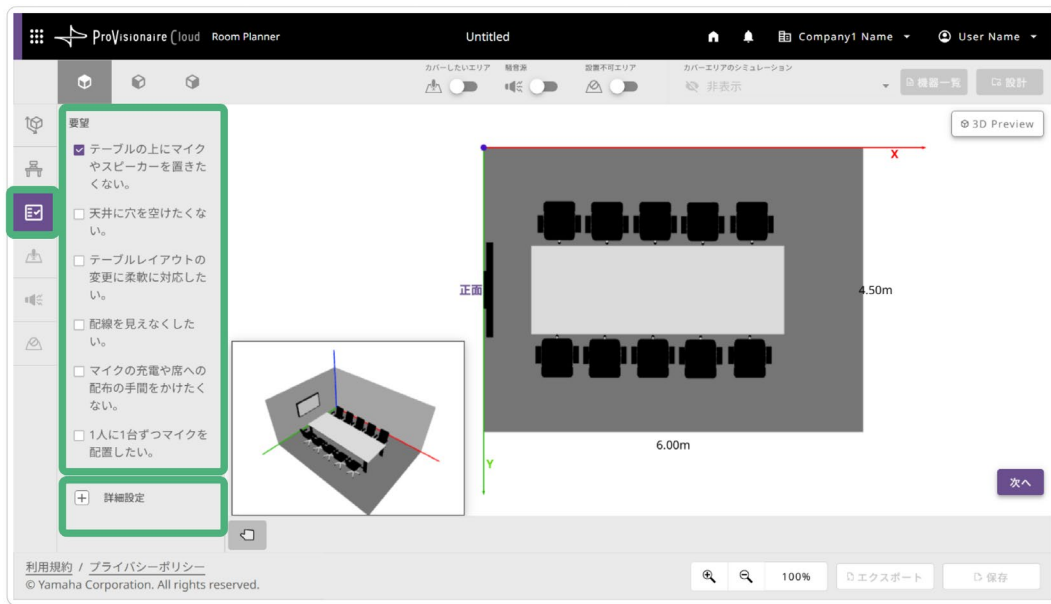 ProVisionaire Cloud Room Planner
Untitled
Company1 Name
User Name
カバーしたいエリア
騒音源
設置不可エリア
カバーエリアのシミュレーション
非表示
機器一覧
設計
要望
テーブルの上にマイク
やスピーカーを置きた
くない。
天井に穴を空けたくな
い。
テーブルレイアウトの
変更に柔軟に対応した
い。
配線を見えなくした
い。
マイクの充電や席への
配布の手間をかけたく
ない。
1人に1台ずつマイクを
配置したい。
詳細設定
3D Preview
X
正面
4.50m
6.00m
Y
次へ
利用規約 / プライバシーポリシー
© Yamaha Corporation. All rights reserved.
100%
エクスポート
保存